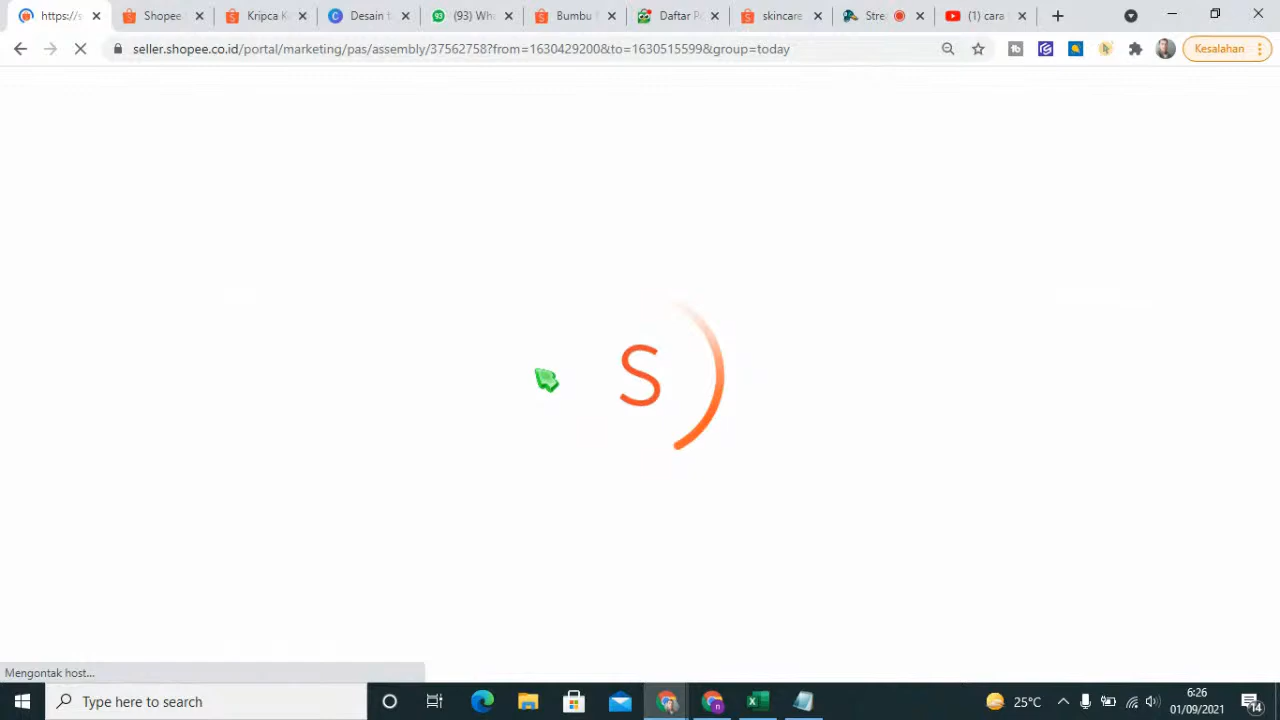 https://s
Shopee
Kripca K
Desain t
(93) Wha
Bumbu
Daftar Po
skincare
Stre
(1) cara
seller.shopee.co.id/portal/marketing/pas/assembly/37562758?from=1630429200&to=1630515599&group=today
Kesalahan
S
Mengontak host...
Type here to search
25°C
6:26
01/09/2021
14